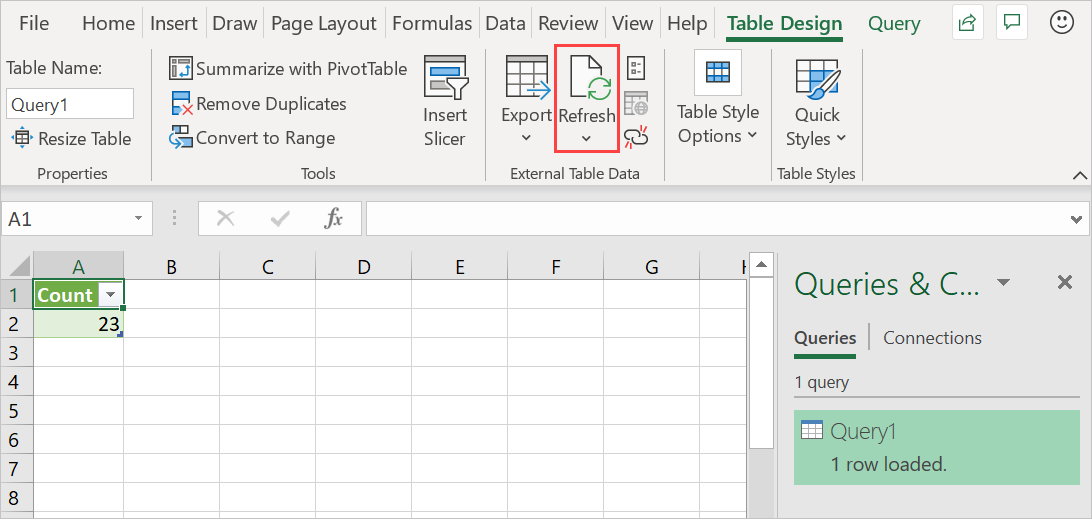 File Home Insert Draw Page Layout Formulas Data Review View Help Table Design Query
Table Name:
Query1
Resize Table
Properties
Summarize with PivotTable
Remove Duplicates
Convert to Range
Tools
Insert
Slicer
Export
Refresh
External Table Data
Table Style
Options
Quick
Styles
Table Styles
A1
fx
A B C D E F G H
1 Count
2 23
3
4
5
6
7
8
Queries & C...
Queries Connections
1 query
Query1
1 row loaded.